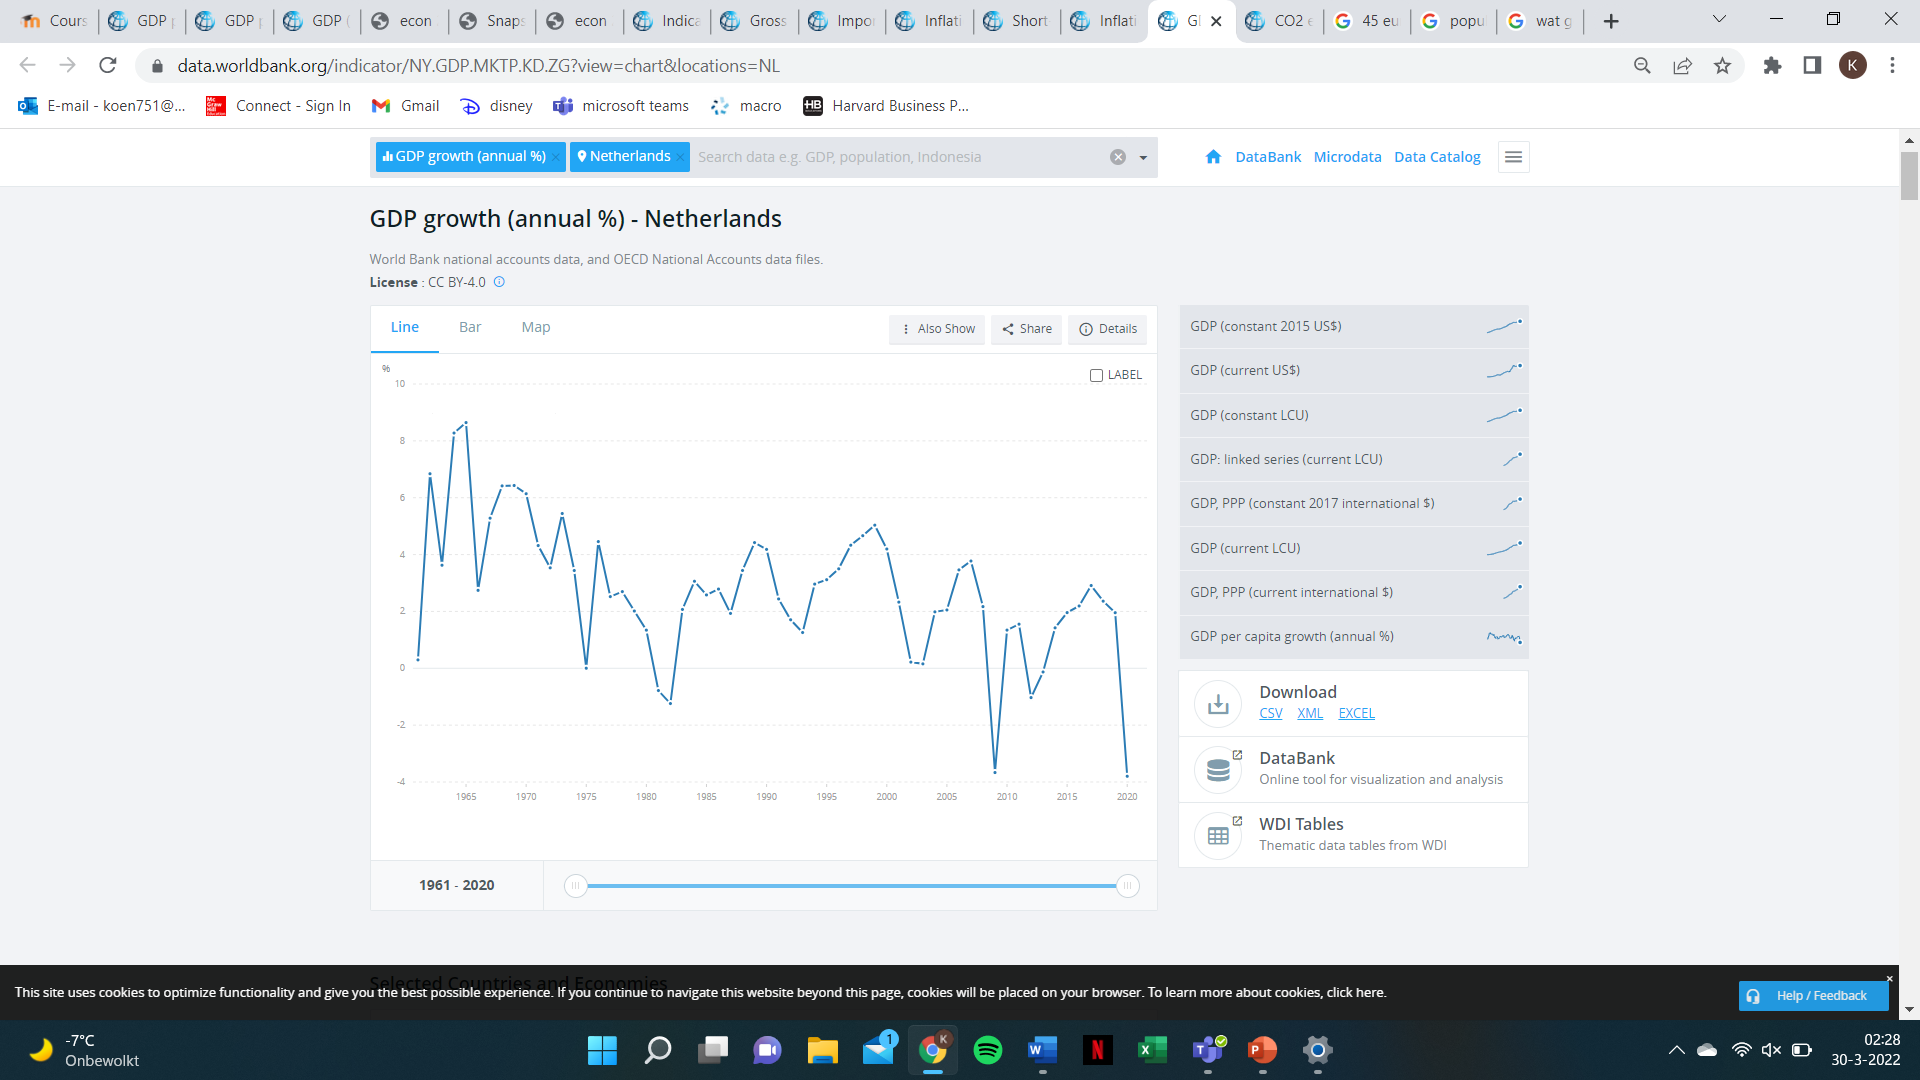 Cours
GDP p
GDP p
GDP (
econ
Snaps
econ
Indica
Gross
Impor
Inflati
Short
Inflati
GI
CO2 e
45 eu
popu
wat g
data.worldbank.org/indicator/NY.GDP.MKTP.KD.ZG?view=chart&locations=NL
K
E-mail - koen751@...
Connect - Sign In
Gmail
disney
microsoft teams
macro
HB
Harvard Business P...
GDP growth (annual %) ×
Netherlands ×
Search data e.g. GDP, population, Indonesia
DataBank
Microdata
Data Catalog
GDP growth (annual %) - Netherlands
World Bank national accounts data, and OECD National Accounts data files.
License : CC BY-4.0
Line
Bar
Map
Also Show
Share
Details
%
LABEL
10
8
6
4
2
0
-2
-4
1965
1970
1975
1980
1985
1990
1995
2000
2005
2010
2015
2020
1961 - 2020
GDP (constant 2015 US$)
GDP (current US$)
GDP (constant LCU)
GDP: linked series (current LCU)
GDP, PPP (constant 2017 international $)
GDP (current LCU)
GDP, PPP (current international $)
GDP per capita growth (annual %)
Download
CSV XML EXCEL
DataBank
Online tool for visualization and analysis
WDI Tables
Thematic data tables from WDI
Selected Countries and Economies
This site uses cookies to optimize functionality and give you the best possible experience. If you continue to navigate this website beyond this page, cookies will be placed on your browser. To learn more about cookies, click here.
×
Help / Feedback
-7°C
Onbewolkt
1
K
W
N
X
T
P
02:28
30-3-2022